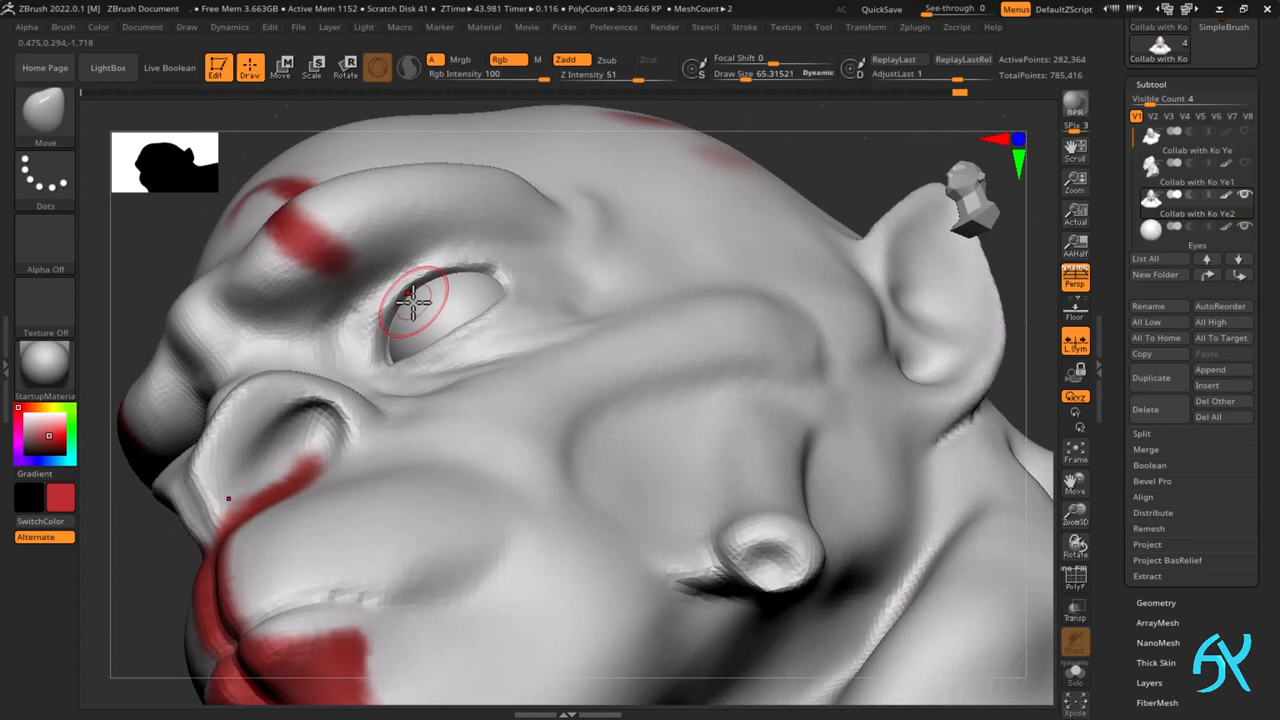 ZBrush 2022.0.1 [M]   ZBrush Document   • Free Mem 3.663GB • Active Mem 1152 • Scratch Disk 41 • ZTime►43.981 Timer►0.116 • PolyCount►303.466 KP • MeshCount►2   AC   QuickSave   See-through 0   Menus   DefaultZScript
Alpha Brush Color Document Draw Dynamics Edit File Layer Light Macro Marker Material Movie Picker Preferences Render Stencil Stroke Texture Tool Transform Zplugin Zscript Help
0.475,0.294,-1.718
Home Page
LightBox
Live Boolean
Edit
Draw
Move
Scale
Rotate
A
Mrgb
Rgb
M
Rgb Intensity 100
Zadd
Zsub
Zcut
Z Intensity 51
S
Focal Shift 0
Draw Size 65.31521
Dynamic
D
ReplayLast
ReplayLastRel
AdjustLast 1
ActivePoints: 282,364
TotalPoints: 785,416
Move
Dots
Alpha Off
Texture Off
StartupMateria
Gradient
SwitchColor
Alternate
BPR
SPix 3
Scroll
Zoom
Actual
AAHalf
Persp
Floor
L.Sym
XYZ
Y
Z
Frame
Move
Zoom3D
Rotate
PolyF
Transp
Ghost
Dynamic
Solo
Xpose
Collab with Ko
SimpleBrush
4
Collab with Ko
Subtool
Visible Count 4
V1 V2 V3 V4 V5 V6 V7 V8
Collab with Ko Ye
Collab with Ko Ye1
Collab with Ko Ye2
Eyes
List All
New Folder
Rename
AutoReorder
All Low
All High
All To Home
All To Target
Copy
Paste
Duplicate
Append
Insert
Delete
Del Other
Del All
Split
Merge
Boolean
Bevel Pro
Align
Distribute
Remesh
Project
Project BasRelief
Extract
Geometry
ArrayMesh
NanoMesh
Thick Skin
Layers
FiberMesh